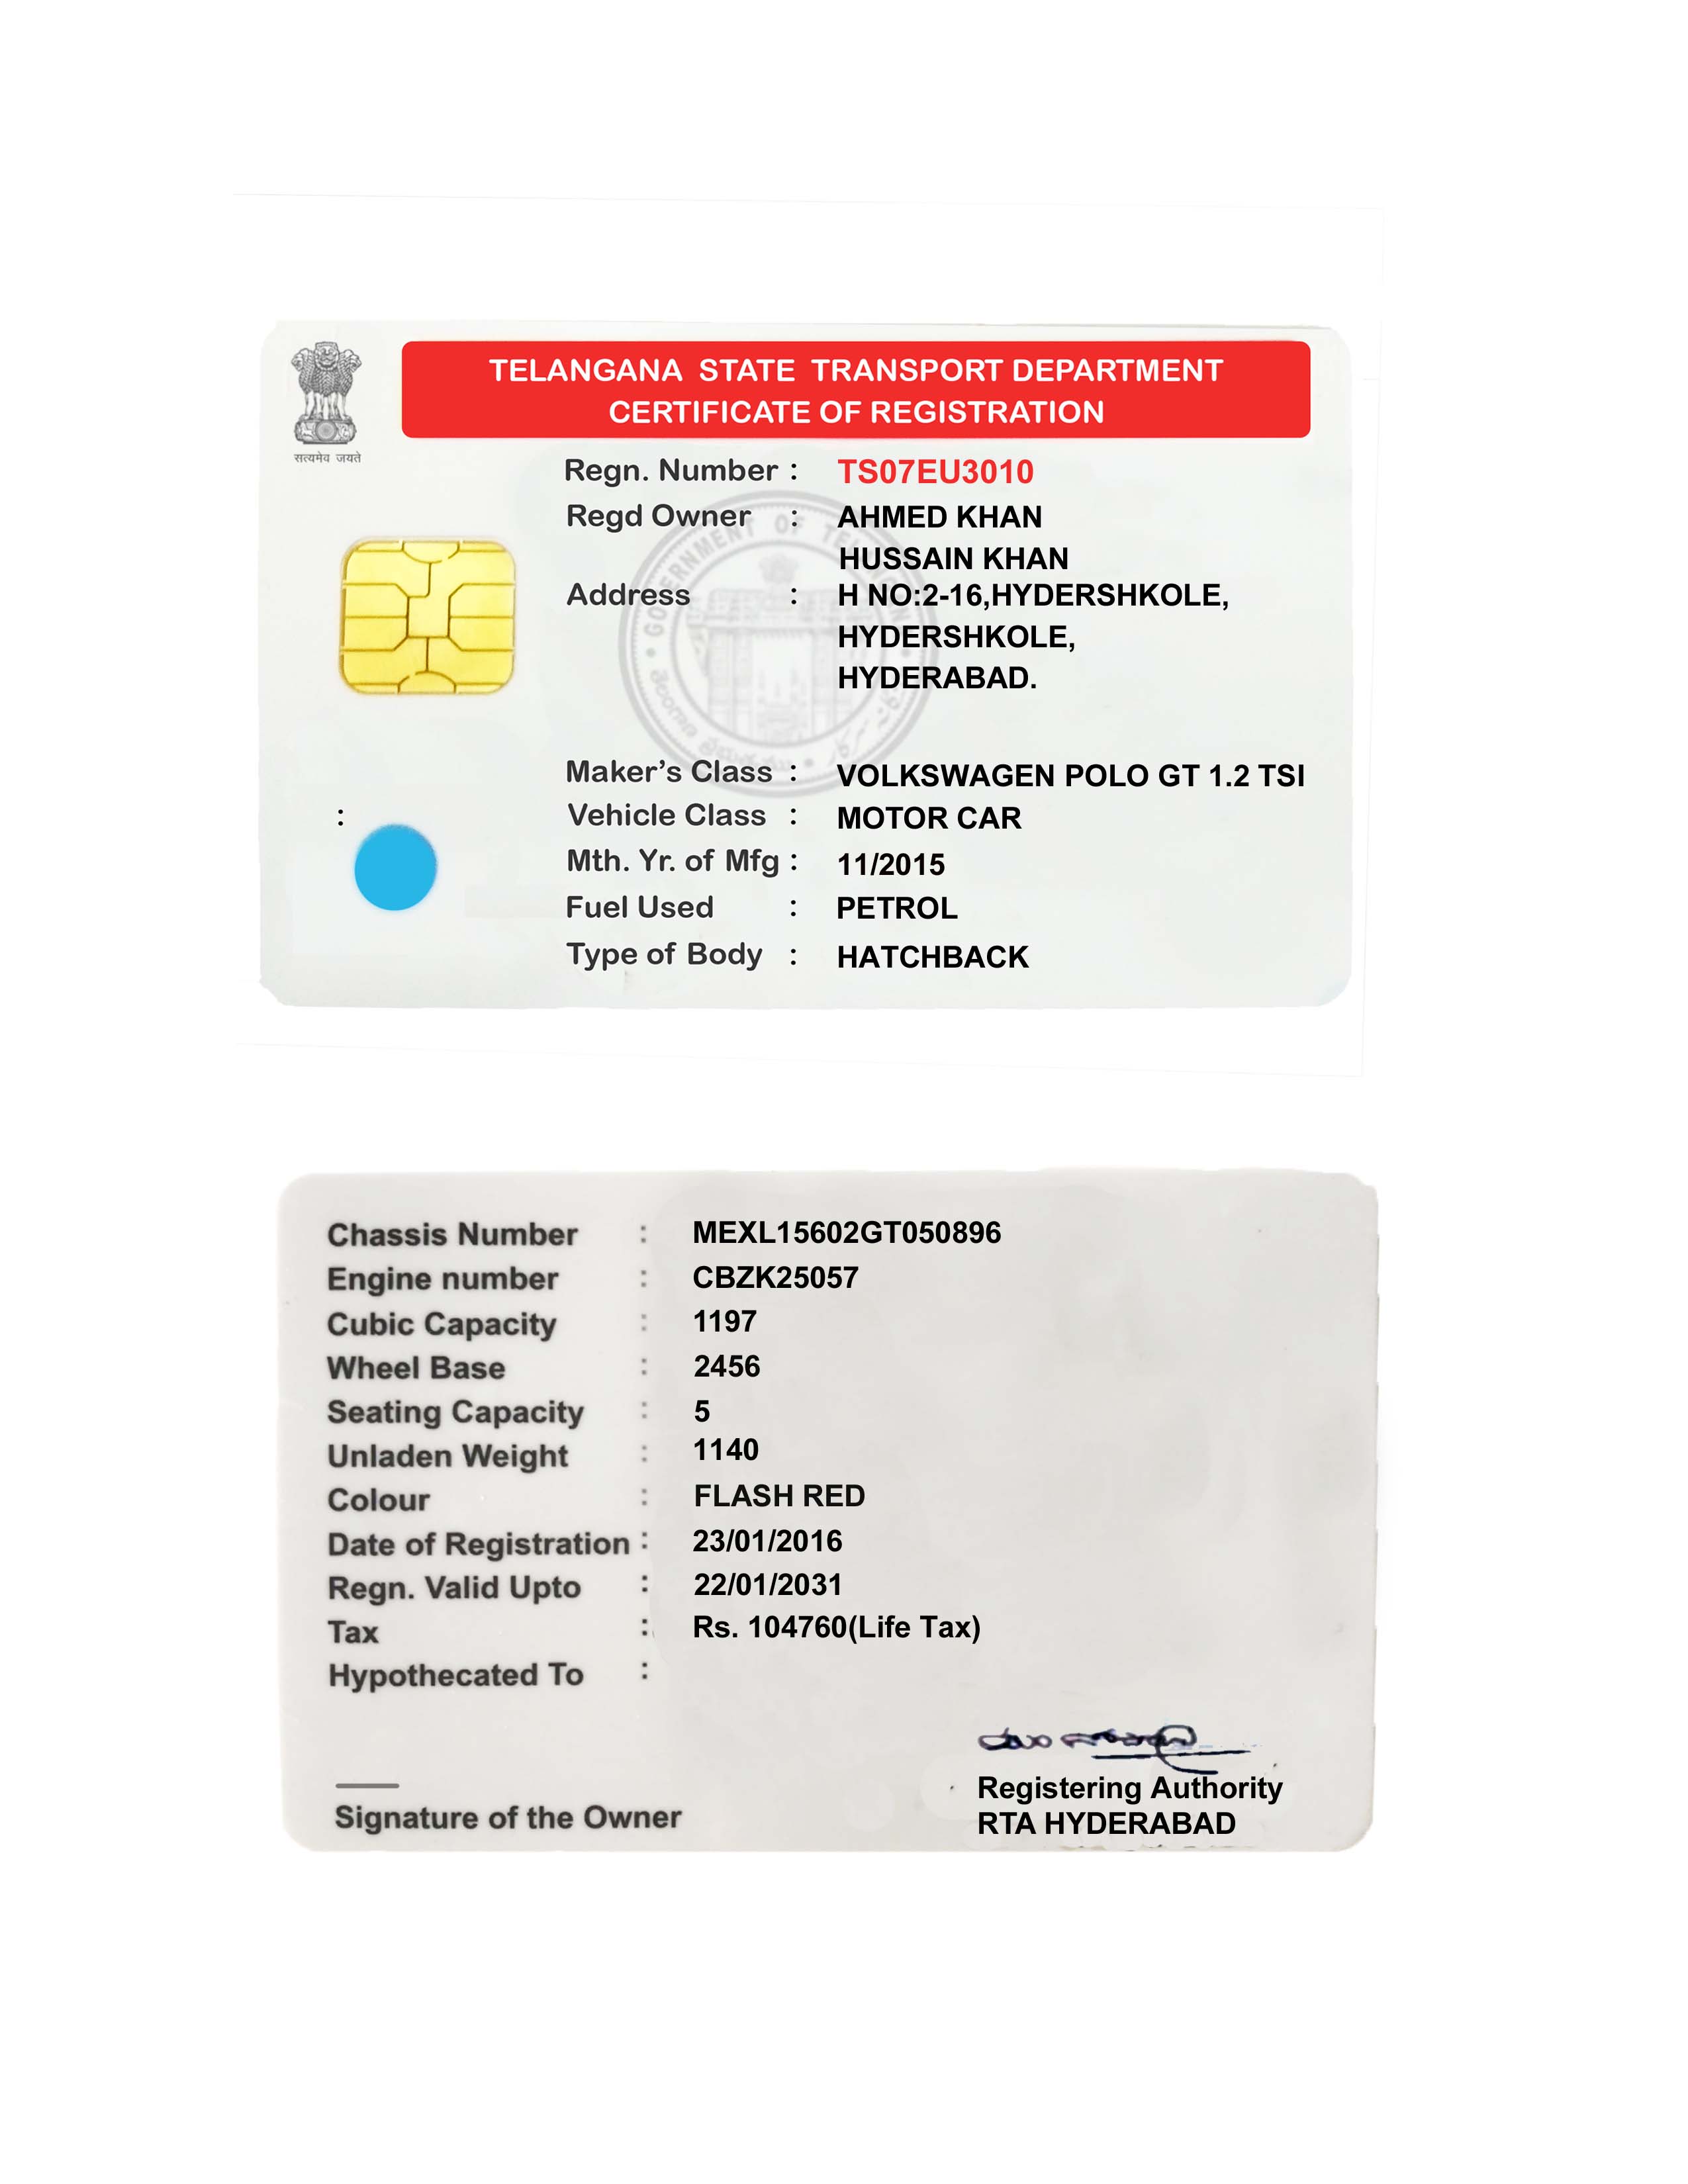 TELANGANA STATE TRANSPORT DEPARTMENT
CERTIFICATE OF REGISTRATION
सत्यमेव जयते
Regn. Number : TS07EU3010
Regd Owner : AHMED KHAN
HUSSAIN KHAN
Address : H NO:2-16,HYDERSHKOLE,
HYDERSHKOLE,
HYDERABAD.
GOVERNMENT OF TELANGANA
Maker's Class : VOLKSWAGEN POLO GT 1.2 TSI
: Vehicle Class : MOTOR CAR
Mth. Yr. of Mfg : 11/2015
Fuel Used : PETROL
Type of Body : HATCHBACK
Chassis Number : MEXL15602GT050896
Engine number : CBZK25057
Cubic Capacity : 1197
Wheel Base : 2456
Seating Capacity : 5
Unladen Weight : 1140
Colour : FLASH RED
Date of Registration : 23/01/2016
Regn. Valid Upto : 22/01/2031
Tax : Rs. 104760(Life Tax)
Hypothecated To :
Registering Authority
Signature of the Owner
RTA HYDERABAD